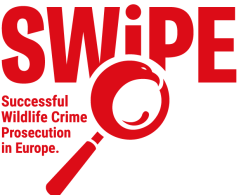 SWiPE
Successful
Wildlife Crime
Prosecution
in Europe.